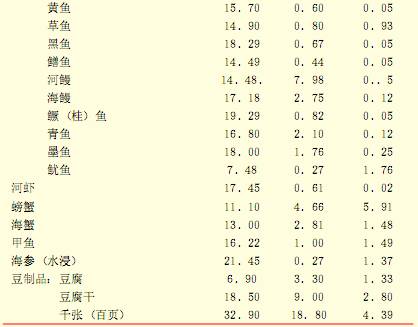 黄鱼 15．70 0．60 0．05
草鱼 14．90 0．80 0．93
黑鱼 18．29 0．67 0．05
鳝鱼 14．49 0．44 0．05
河鳗 14．48． 7．98 0．．5
海鳗 17．18 2．75 0．12
鳜（桂）鱼 19．29 0．82 0．05
青鱼 16．80 2．10 0．12
墨鱼 18．00 1．76 0．25
鱿鱼 7．48 0．27 1．76
河虾 17．45 0．61 0．02
螃蟹 11．10 4．66 5．91
海蟹 13．00 2．81 1．48
甲鱼 16．22 1．00 1．49
海参（水浸） 21．45 0．27 1．37
豆制品：豆腐 6．90 3．30 1．33
豆腐干 18．50 9．00 2．80
千张（百页） 32．90 18．80 4．39